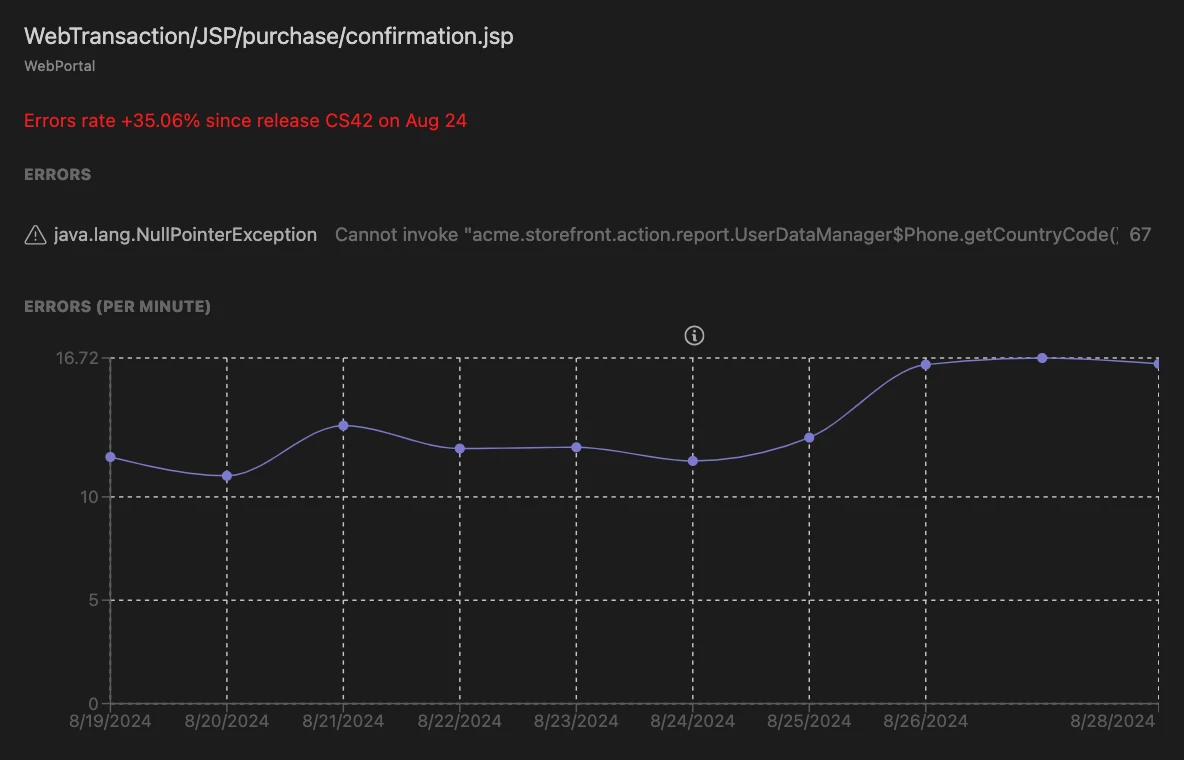 WebTransaction/JSP/purchase/confirmation.jsp
WebPortal
Errors rate +35.06% since release CS42 on Aug 24
ERRORS
java.lang.NullPointerException Cannot invoke "acme.storefront.action.report.UserDataManager$Phone.getCountryCode( 67
ERRORS (PER MINUTE)
16.72
10
5
0
8/19/2024 8/20/2024 8/21/2024 8/22/2024 8/23/2024 8/24/2024 8/25/2024 8/26/2024 8/28/2024